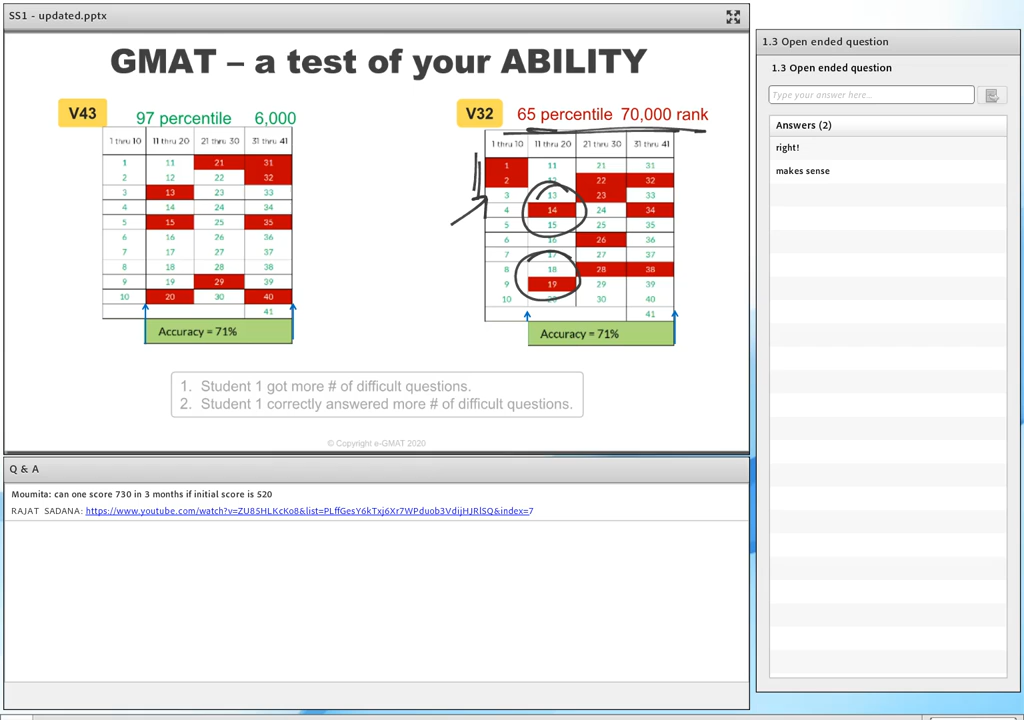 SS1 - updated.pptx
GMAT – a test of your ABILITY
V43 97 percentile 6,000
1 thru 10 11 thru 20 21 thru 30 31 thru 41
1 11 21 31
2 12 22 32
3 13 23 33
4 14 24 34
5 15 25 35
6 16 26 36
7 17 27 37
8 18 28 38
9 19 29 39
10 20 30 40
41
Accuracy = 71%
V32 65 percentile 70,000 rank
1 thru 10 11 thru 20 21 thru 30 31 thru 41
1 11 21 31
2 12 22 32
3 13 23 33
4 14 24 34
5 15 25 35
6 16 26 36
17 27 37
8 18 28 38
9 19 29 39
10 20 30 40
41
Accuracy = 71%
1. Student 1 got more # of difficult questions.
2. Student 1 correctly answered more # of difficult questions.
© Copyright e-GMAT 2020
Q & A
Moumita: can one score 730 in 3 months if initial score is 520
RAJAT SADANA: https://www.youtube.com/watch?v=ZU85HLKcKo8&list=PLffGesY6kTxj6Xr7WPduob3VdijHJRlSQ&index=7
1.3 Open ended question
1.3 Open ended question
Type your answer here...
Answers (2)
right!
makes sense